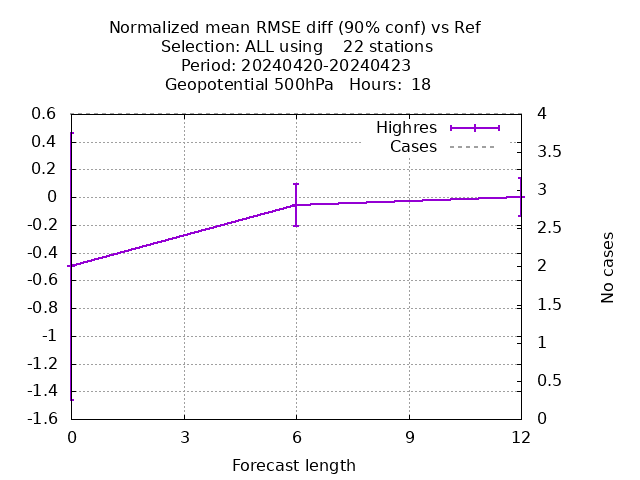 Normalized mean RMSE diff (90% conf) vs Ref
Selection: ALL using    22 stations
Period: 20240420-20240423
Geopotential 500hPa   Hours:  18
Highres
Cases
0.6
0.4
0.2
0
-0.2
-0.4
-0.6
-0.8
-1
-1.2
-1.4
-1.6
4
3.5
3
2.5
2
1.5
1
0.5
0
No cases
0 3 6 9 12
Forecast length